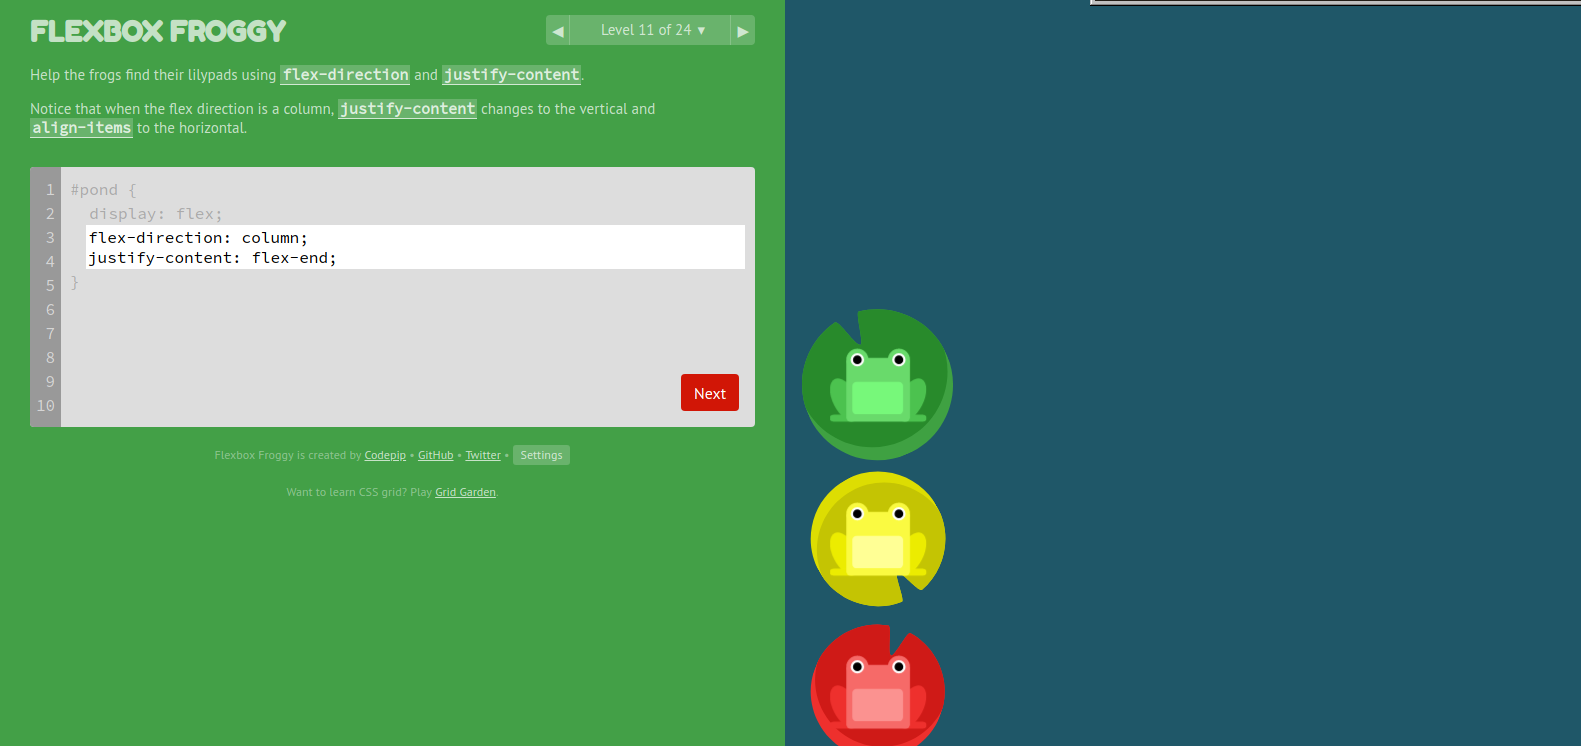 FLEXBOX FROGGY
◀ Level 11 of 24 ▼ ▶
Help the frogs find their lilypads using flex-direction and justify-content.
Notice that when the flex direction is a column, justify-content changes to the vertical and
align-items to the horizontal.
1 #pond {
2 display: flex;
3 flex-direction: column;
4 justify-content: flex-end;
5 }
6
7
8
9
10
Next
Flexbox Froggy is created by Codepip • GitHub • Twitter • Settings
Want to learn CSS grid? Play Grid Garden.